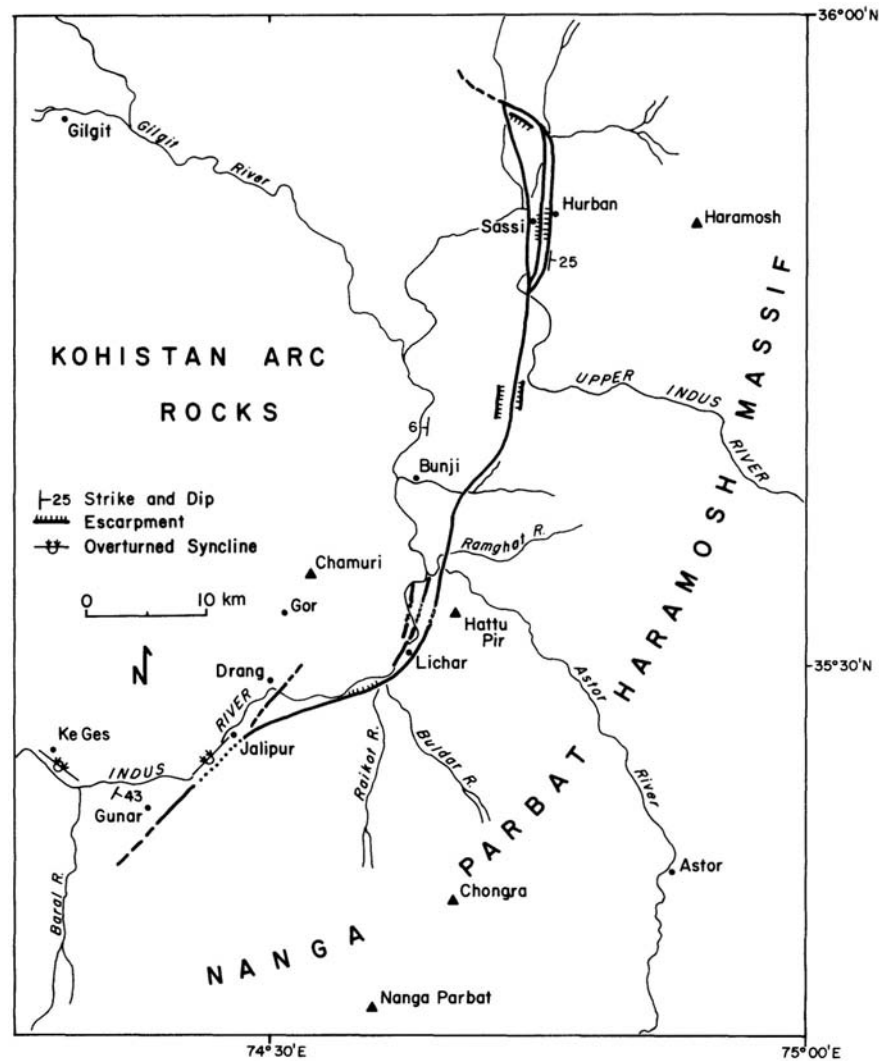 36°00'N
Gilgit
Gilgit
River
Hurban
Sassi
Haramosh
25
KOHISTAN ARC
ROCKS
UPPER INDUS
RIVER
6
Bunji
25 Strike and Dip
Escarpment
Overturned Syncline
Ramghat R.
Chamuri
0 10 km
Gor
Hattu
Pir
N
Lichar
35°30'N
Drang
RIVER
Astor
River
Ke Ges
Jalipur
INDUS
Raikot R.
Buldar R.
43
Gunar
Astor
Chongra
Baral R.
NANGA PARBAT HARAMOSH MASSIF
Nanga Parbat
74°30'E
75°00'E